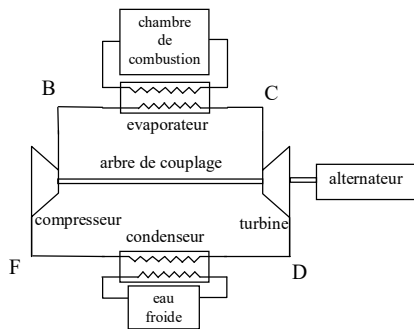 chambre
de
combustion
B
C
evaporateur
arbre de couplage
alternateur
compresseur
turbine
condenseur
F
D
eau
froide